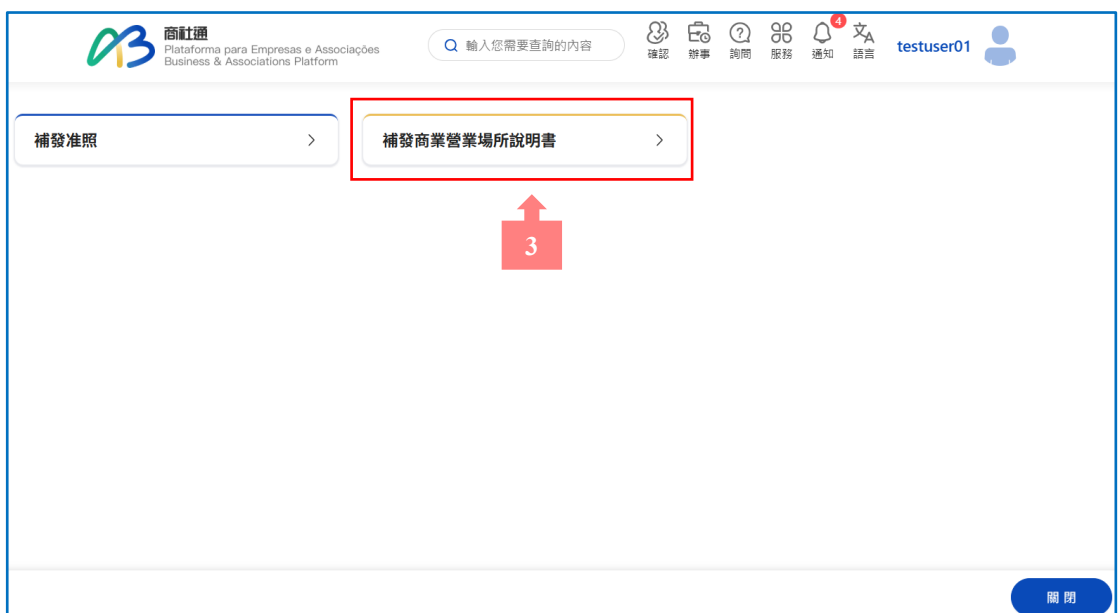 商社通
Plataforma para Empresas e Associações
Business & Associations Platform
輸入您需要查詢的內容
確認
辦事
詢問
服務
4
通知
語言
testuser01
補發准照
補發商業營業場所說明書
3
關閉